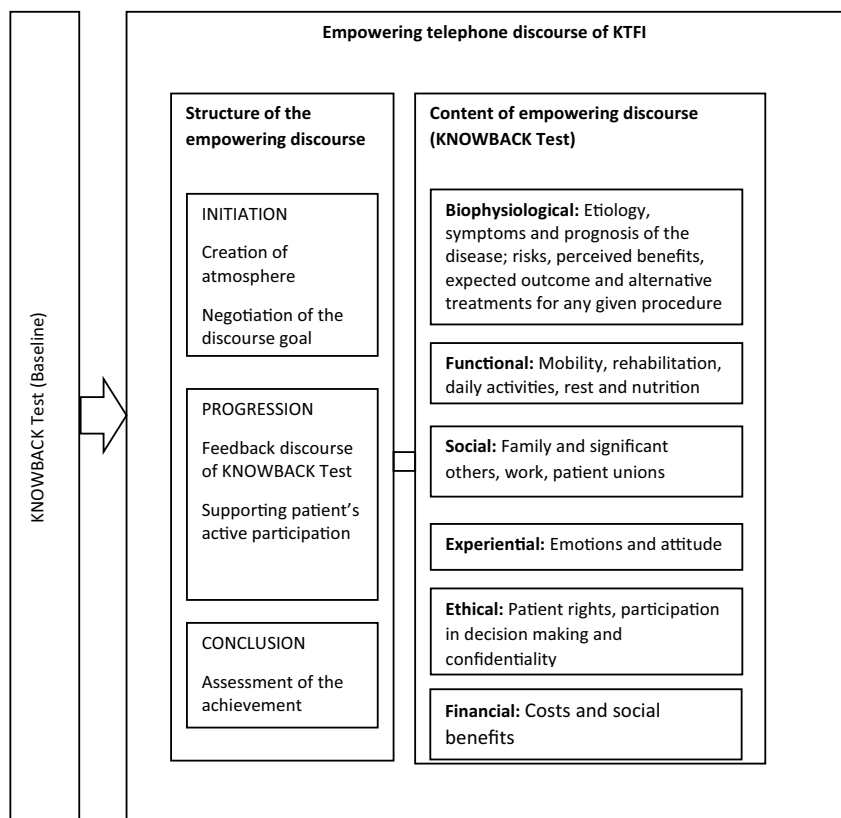 KNOWBACK Test (Baseline)
Empowering telephone discourse of KTFI
Structure of the
empowering discourse
INITIATION
Creation of
atmosphere
Negotiation of the
discourse goal
PROGRESSION
Feedback discourse
of KNOWBACK Test
Supporting patient's
active participation
CONCLUSION
Assessment of the
achievement
Content of empowering discourse
(KNOWBACK Test)
Biophysiological: Etiology,
symptoms and prognosis of the
disease; risks, perceived benefits,
expected outcome and alternative
treatments for any given procedure
Functional: Mobility, rehabilitation,
daily activities, rest and nutrition
Social: Family and significant
others, work, patient unions
Experiential: Emotions and attitude
Ethical: Patient rights, participation
in decision making and
confidentiality
Financial: Costs and social
benefits